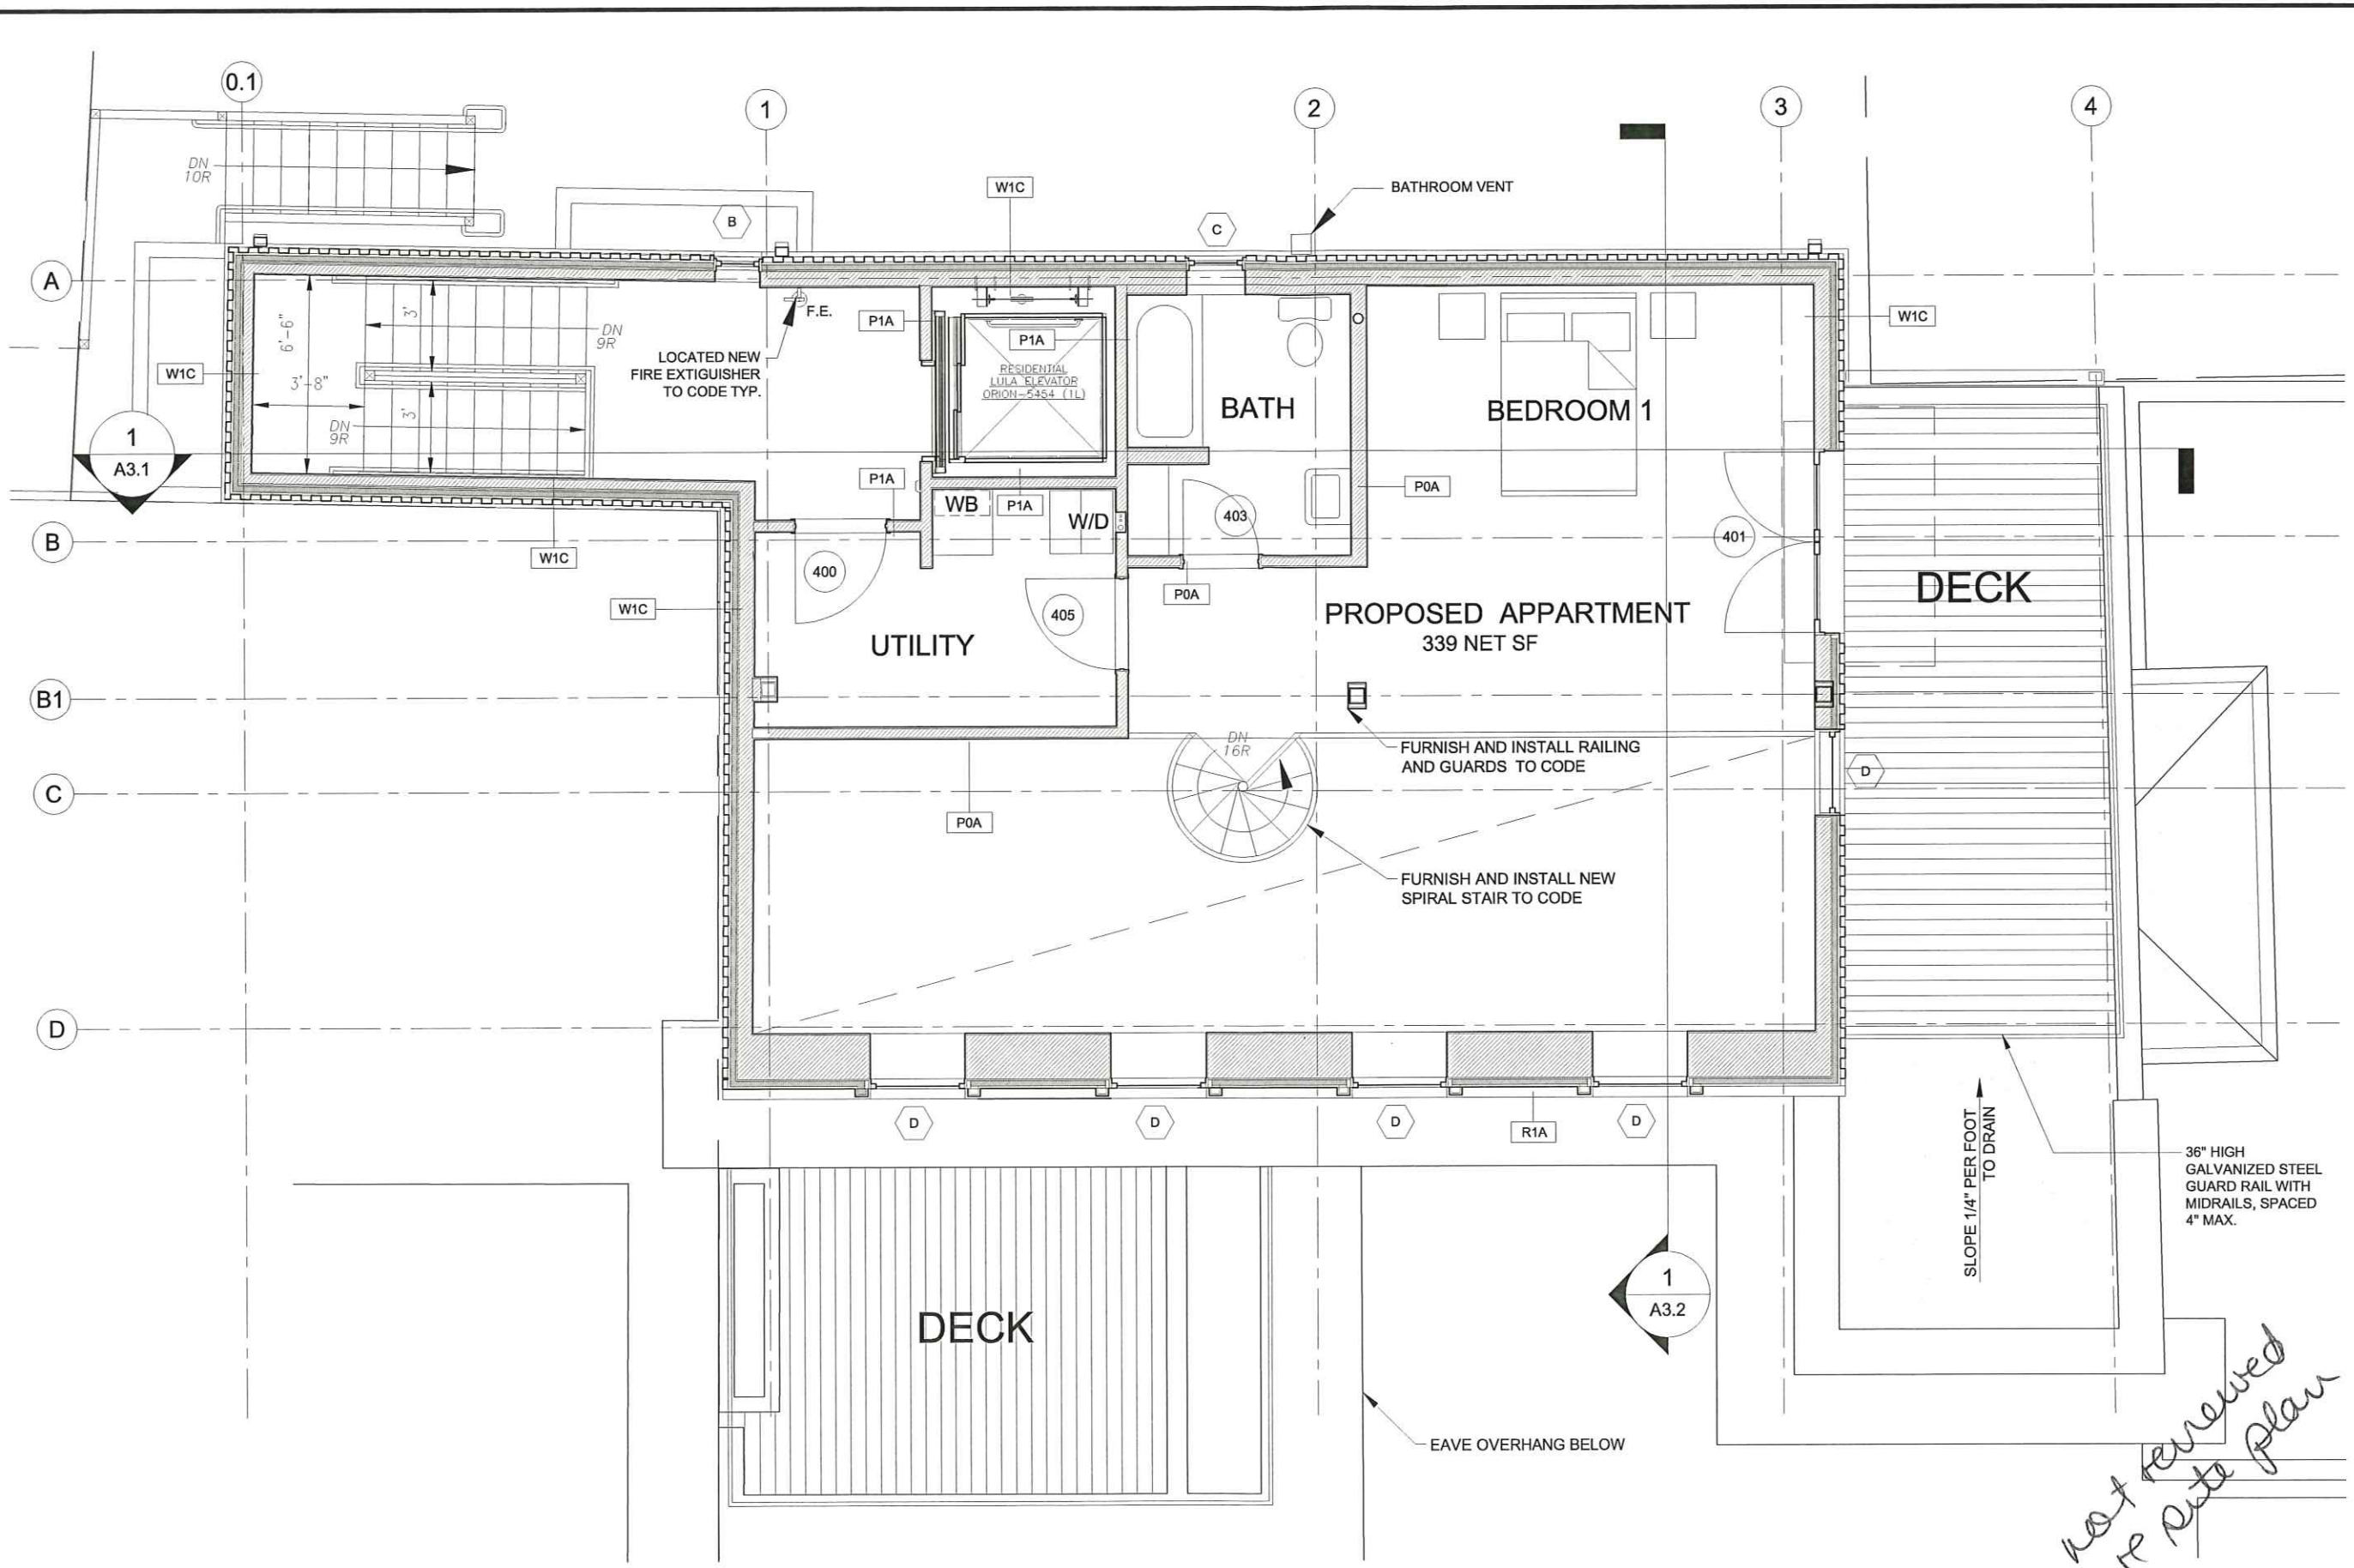 0.1
1
2
3
4
DN
10R
BATHROOM VENT
W1C
B
C
A
F.E.
P1A
P1A
W1C
6'-6"
3'
DN
9R
LOCATED NEW
FIRE EXTIGUISHER
TO CODE TYP.
RESIDENTIAL
LULA ELEVATOR
ORION-5454 (1L)
W1C
3'-8"
3'
DN
9R
BATH
BEDROOM 1
1
A3.1
P1A
WB
P1A
W/D
403
P0A
401
B
W1C
400
P0A
DECK
W1C
405
UTILITY
PROPOSED APPARTMENT
339 NET SF
B1
DN
16R
FURNISH AND INSTALL RAILING
AND GUARDS TO CODE
C
D
P0A
FURNISH AND INSTALL NEW
SPIRAL STAIR TO CODE
D
D
D
D
R1A
D
SLOPE 1/4" PER FOOT
TO DRAIN
36" HIGH
GALVANIZED STEEL
GUARD RAIL WITH
MIDRAILS, SPACED
4" MAX.
1
A3.2
DECK
EAVE OVERHANG BELOW
not reviewed
re site plan